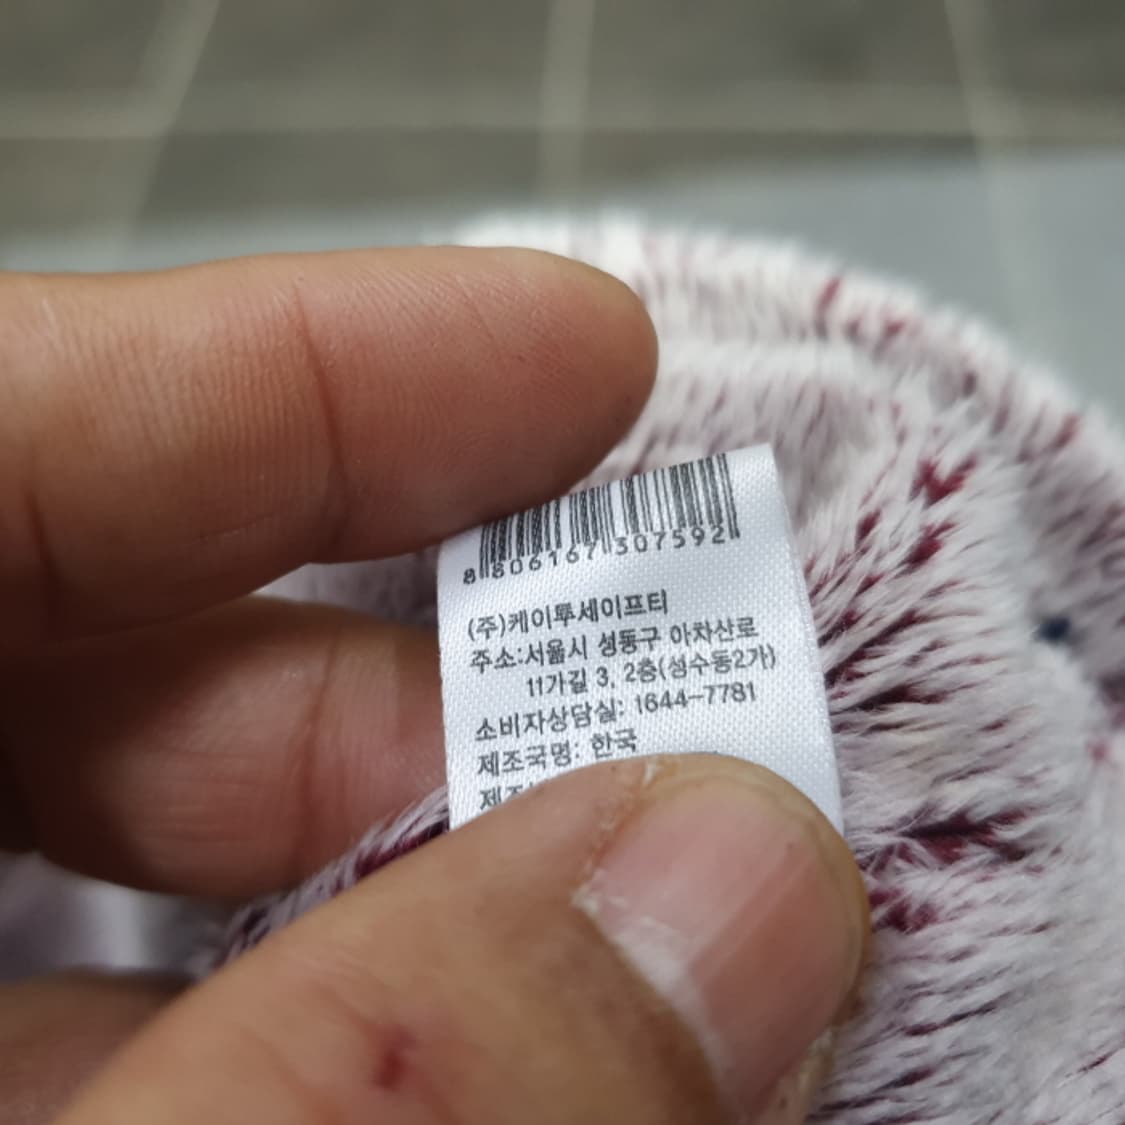 8 806167 307592
(주)케이투세이프티
주소:서울시 성동구 아차산로
11가길 3, 2층(성수동2가)
소비자상담실: 1644-7781
제조국명: 한국